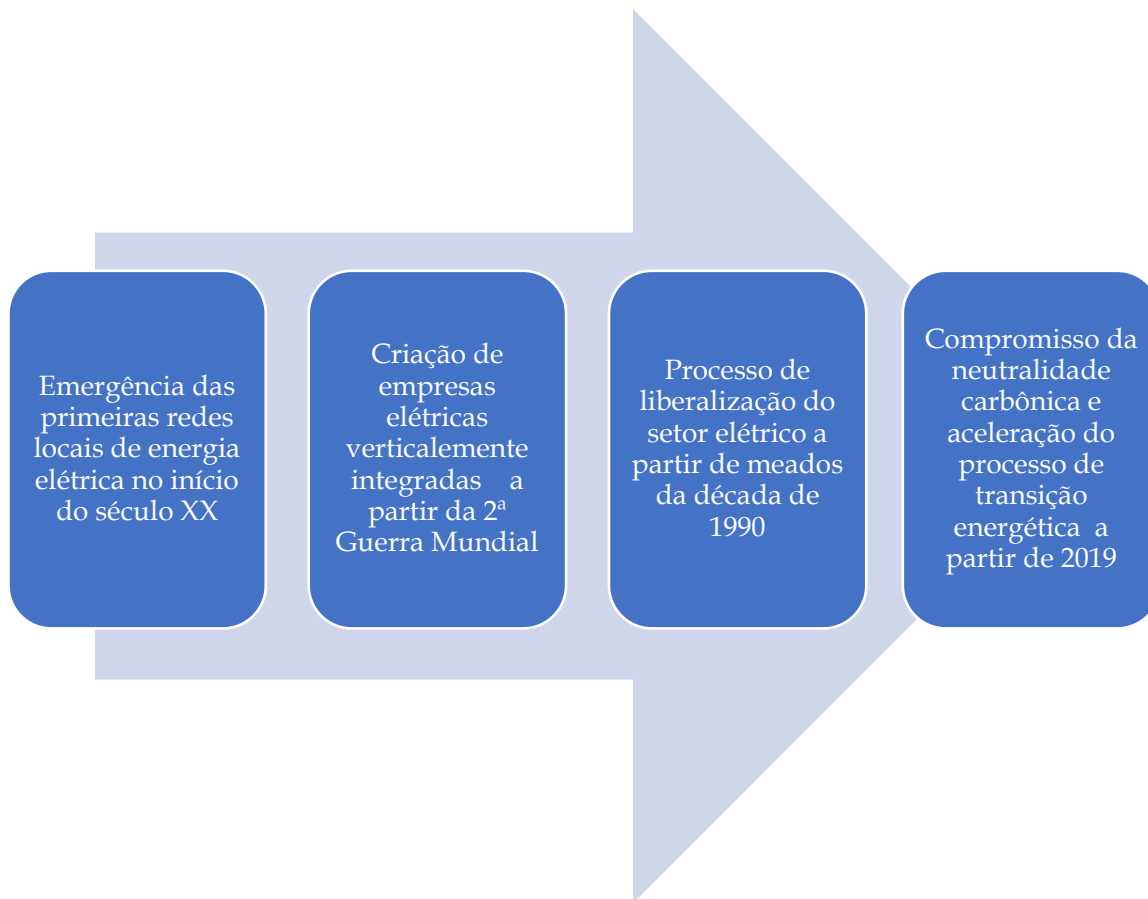 Emergência das
primeiras redes
locais de energia
elétrica no início
do século XX
Criação de
empresas
elétricas
verticalemente
integradas a
partir da 2ª
Guerra Mundial
Processo de
liberalização do
setor elétrico a
partir de meados
da década de
1990
Compromisso da
neutralidade
carbônica e
aceleração do
processo de
transição
energética a
partir de 2019